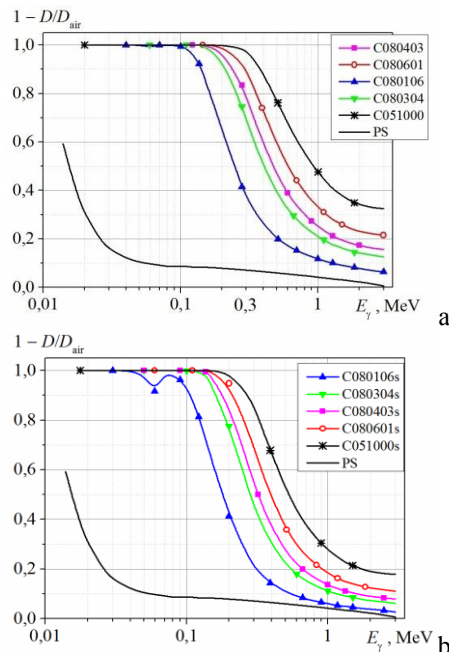 1 – D/Dair
1,0
0,8
0,6
0,4
0,2
0,0
C080403
C080601
C080106
C080304
C051000
PS
0,01
0,1
0,3
1
Eγ , MeV
a
1 – D/Dair
1,0
0,8
0,6
0,4
0,2
0,0
C080106s
C080304s
C080403s
C080601s
C051000s
PS
0,01
0,1
1,0
Eγ, MeV
b